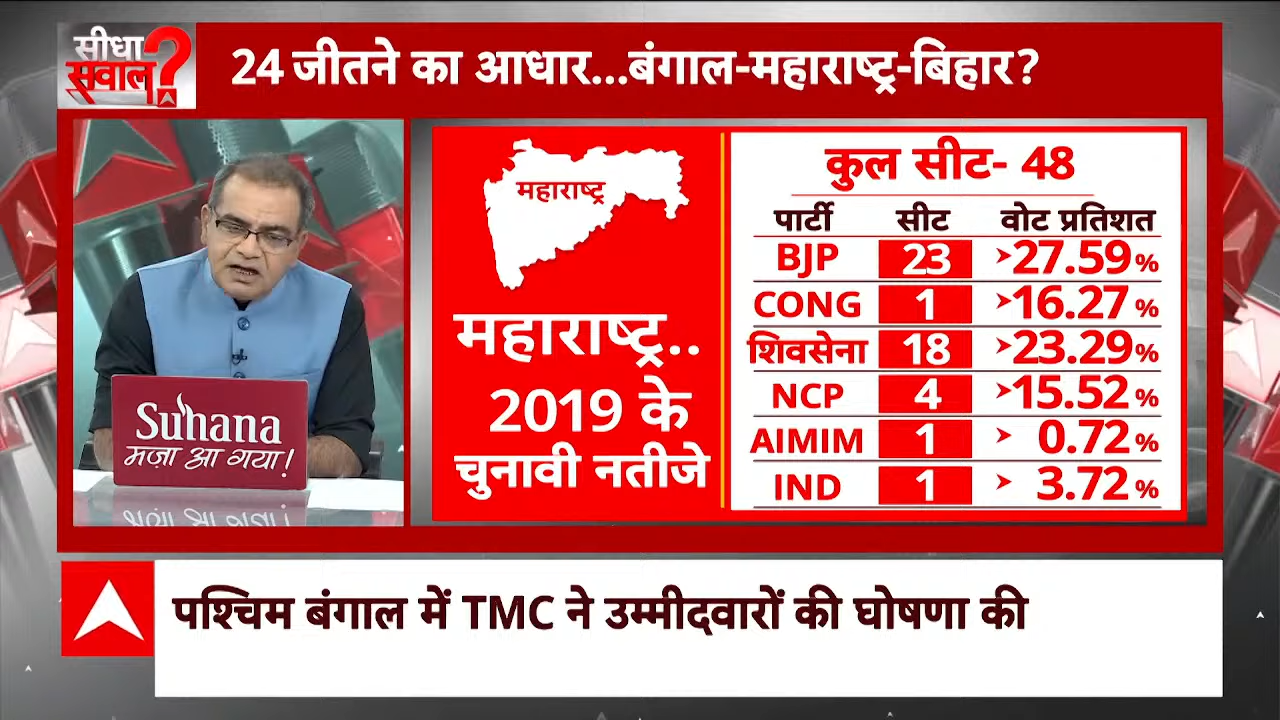 सीधा
सवाल?
24 जीतने का आधार...बंगाल-महाराष्ट्र-बिहार?
महाराष्ट्र
महाराष्ट्र..
2019 के
चुनावी नतीजे
कुल सीट- 48
पार्टी सीट वोट प्रतिशत
BJP 23 27.59%
CONG 1 16.27%
शिवसेना 18 23.29%
NCP 4 15.52%
AIMIM 1 0.72%
IND 1 3.72%
Suhana
मज़ा आ गया!
पश्चिम बंगाल में TMC ने उम्मीदवारों की घोषणा की